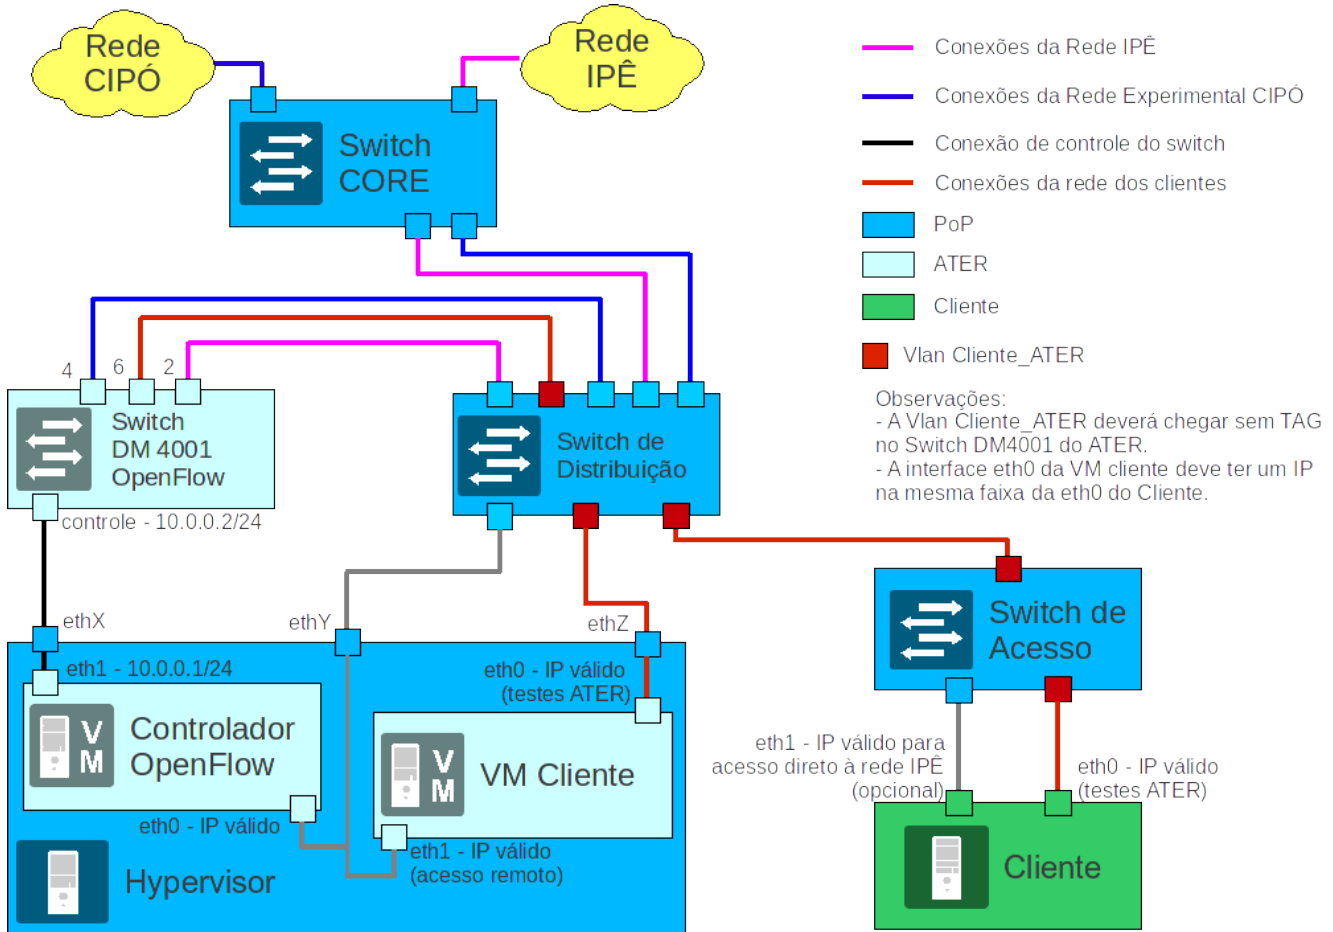 Rede
CIPÓ
Rede
IPÊ
Switch
CORE
Conexões da Rede IPÊ
Conexões da Rede Experimental CIPÓ
Conexão de controle do switch
Conexões da rede dos clientes
PoP
ATER
Cliente
Vlan Cliente_ATER
Observações:
- A Vlan Cliente_ATER deverá chegar sem TAG
no Switch DM4001 do ATER.
- A interface eth0 da VM cliente deve ter um IP
na mesma faixa da eth0 do Cliente.
4
6
2
Switch
DM 4001
OpenFlow
controle - 10.0.0.2/24
Switch de
Distribuição
Switch de
Acesso
ethX
ethY
ethZ
eth1 - 10.0.0.1/24
eth0 - IP válido
(testes ATER)
VM
Controlador
OpenFlow
eth0 - IP válido
VM
VM Cliente
eth1 - IP válido
(acesso remoto)
Hypervisor
eth1 - IP válido para
acesso direto à rede IPÊ
(opcional)
eth0 - IP válido
(testes ATER)
Cliente